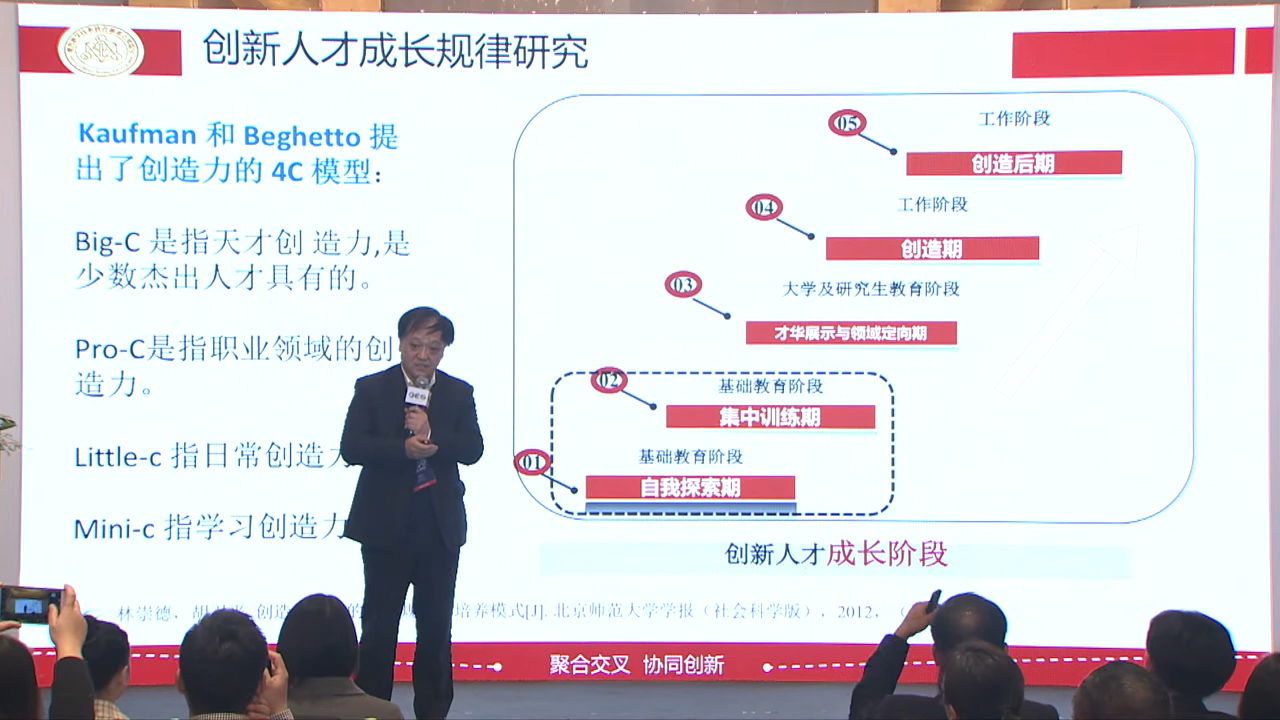 创新人才成长规律研究
Kaufman 和 Beghetto 提
出了创造力的 4C 模型：
Big-C 是指天才创 造力,是
少数杰出人才具有的。
Pro-C是指职业领域的创
造力。
Little-c 指日常创造
Mini-c 指学习创造力
05
工作阶段
创造后期
04
工作阶段
创造期
03
大学及研究生教育阶段
才华展示与领域定向期
02
基础教育阶段
集中训练期
01
基础教育阶段
自我探索期
创新人才成长阶段
林崇德，创造的培养模式[J]. 北京师范大学学报（社会科学版），2012,
聚合交叉 协同创新